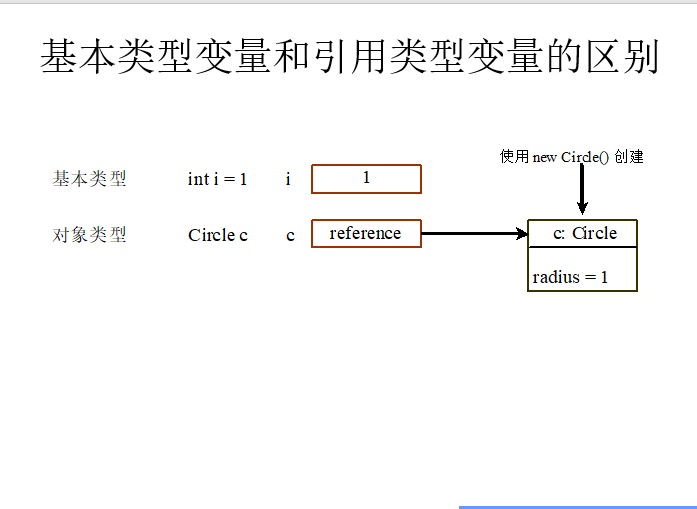 基本类型变量和引用类型变量的区别
使用 new Circle() 创建
基本类型 int i = 1 i 1
对象类型 Circle c c reference c: Circle
radius = 1